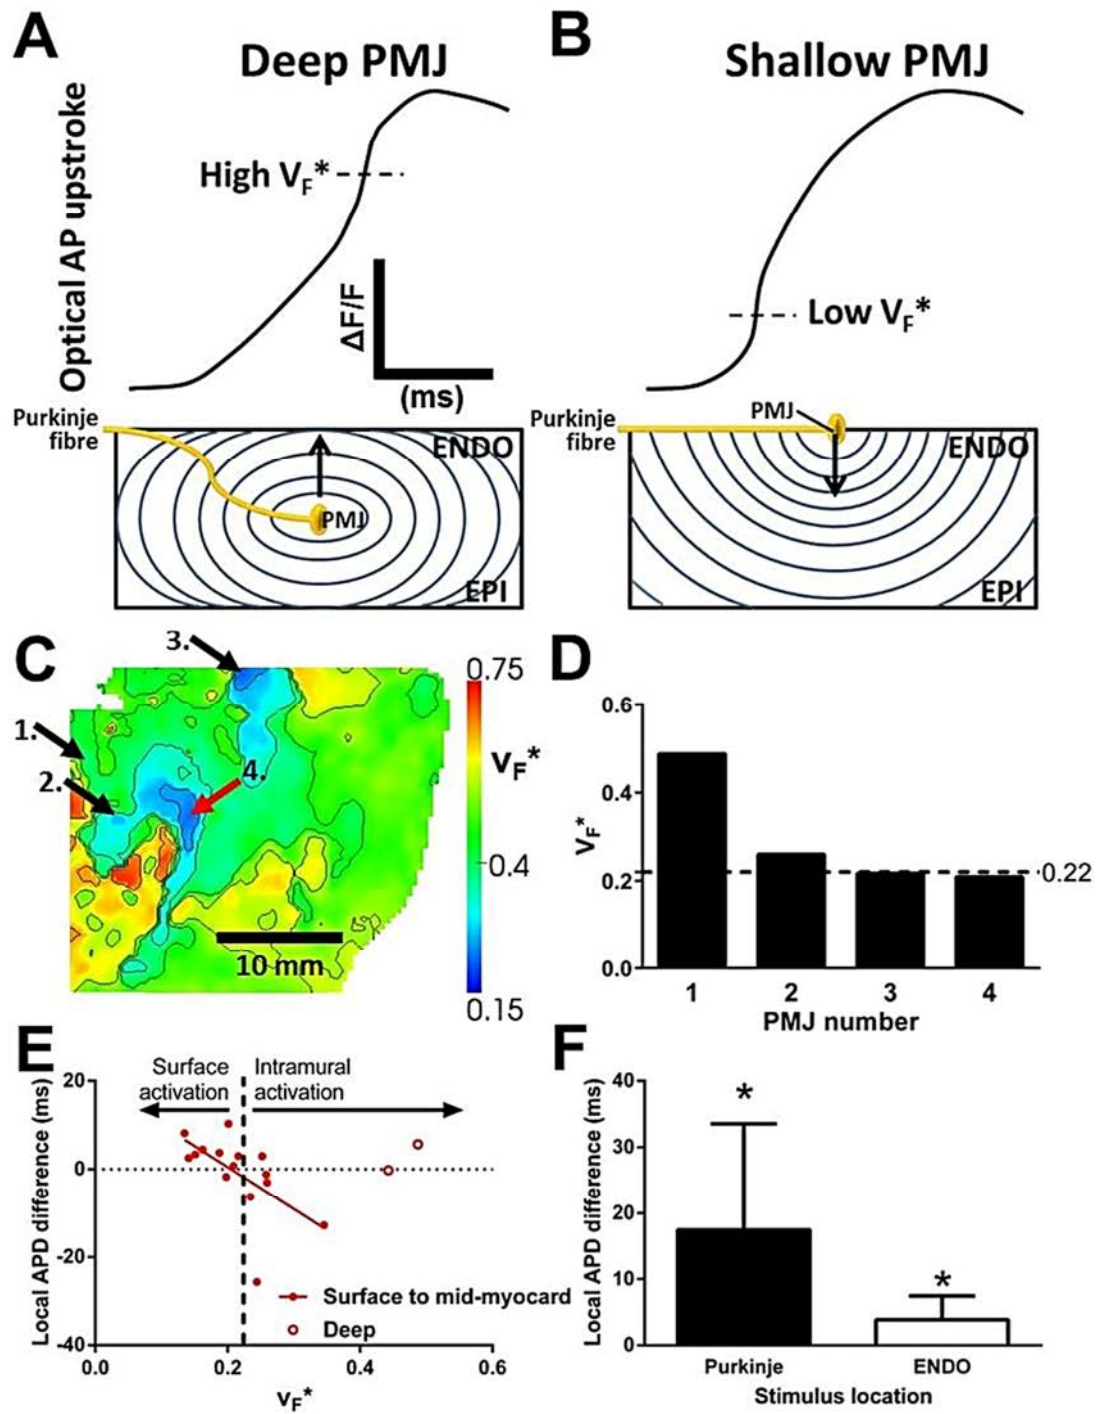 A
Deep PMJ
Optical AP upstroke
High V_F*
ΔF/F
(ms)
Purkinje
fibre
ENDO
PMJ
EPI
B
Shallow PMJ
Low V_F*
Purkinje
fibre
PMJ
ENDO
EPI
C
3.
1.
2.
4.
0.75
V_F*
0.4
0.15
10 mm
D
V_F*
0.6
0.4
0.2
0.0
0.22
1 2 3 4
PMJ number
E
Local APD difference (ms)
20
0
-20
-40
Surface
activation
Intramural
activation
Surface to mid-myocard
Deep
0.0 0.2 0.4 0.6
V_F*
F
Local APD difference (ms)
40
30
20
10
0
*
*
Purkinje ENDO
Stimulus location